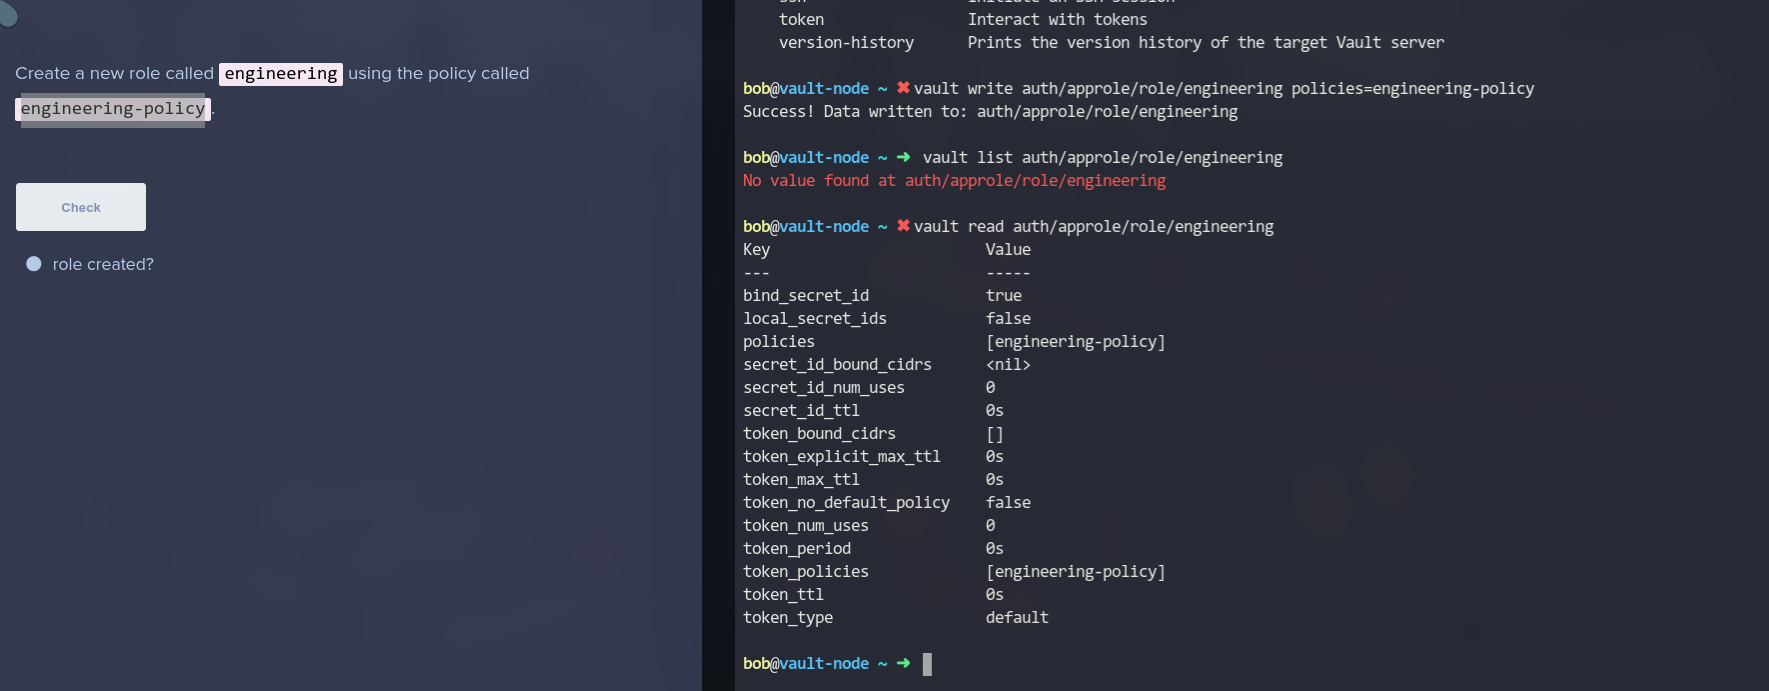 Create a new role called engineering using the policy called
engineering-policy.
Check
role created?
token Interact with tokens
version-history Prints the version history of the target Vault server
bob@vault-node ~ ✖ vault write auth/approle/role/engineering policies=engineering-policy
Success! Data written to: auth/approle/role/engineering
bob@vault-node ~ ➜ vault list auth/approle/role/engineering
No value found at auth/approle/role/engineering
bob@vault-node ~ ✖ vault read auth/approle/role/engineering
Key Value
--- -----
bind_secret_id true
local_secret_ids false
policies [engineering-policy]
secret_id_bound_cidrs <nil>
secret_id_num_uses 0
secret_id_ttl 0s
token_bound_cidrs []
token_explicit_max_ttl 0s
token_max_ttl 0s
token_no_default_policy false
token_num_uses 0
token_period 0s
token_policies [engineering-policy]
token_ttl 0s
token_type default
bob@vault-node ~ ➜